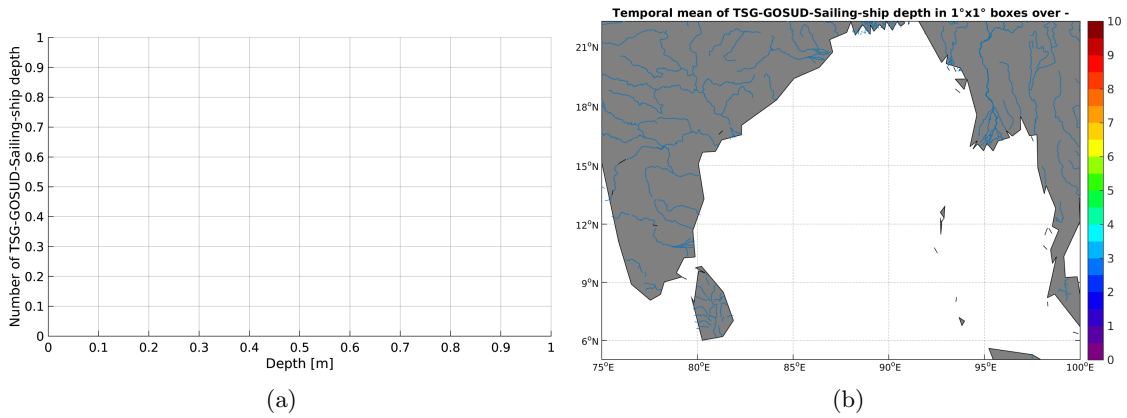 Number of TSG-GOSUD-Sailing-ship depth
1
0.9
0.8
0.7
0.6
0.5
0.4
0.3
0.2
0.1
0
0 0.1 0.2 0.3 0.4 0.5 0.6 0.7 0.8 0.9 1
Depth [m]
(a)
Temporal mean of TSG-GOSUD-Sailing-ship depth in 1°x1° boxes over -
21°N
18°N
15°N
12°N
9°N
6°N
75°E 80°E 85°E 90°E 95°E 100°E
10
9
8
7
6
5
4
3
2
1
0
(b)